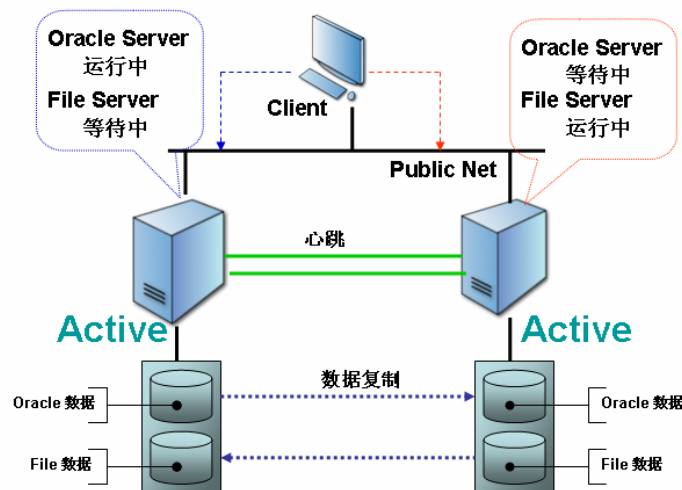 Oracle Server
运行中
File Server
等待中
Oracle Server
等待中
File Server
运行中
Client
Public Net
心跳
Active
Active
数据复制
Oracle 数据
Oracle 数据
File 数据
File 数据